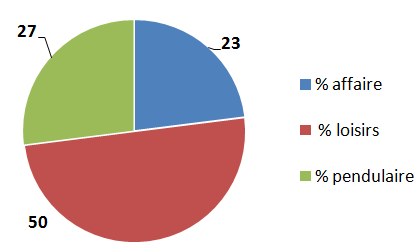 27
23
% affaire
% loisirs
% pendulaire
50